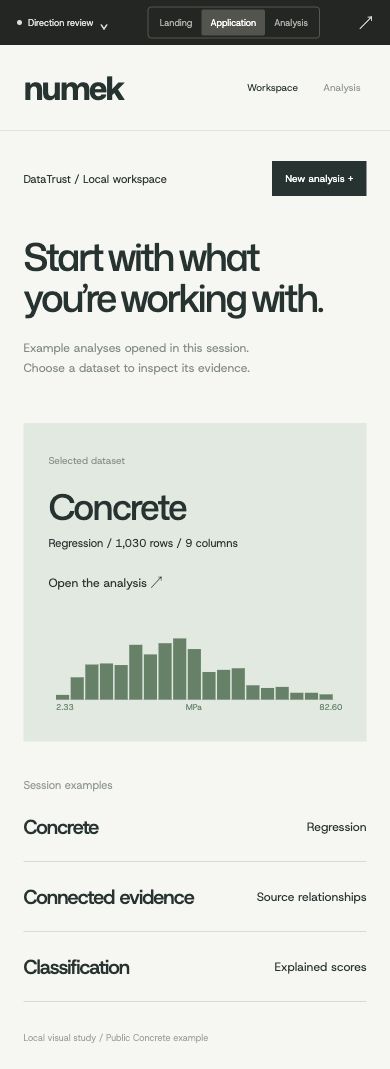 Direction review
Landing
Application
Analysis
numek
Workspace
Analysis
DataTrust / Local workspace
New analysis +
Start with what
you’re working with.
Example analyses opened in this session.
Choose a dataset to inspect its evidence.
Selected dataset
Concrete
Regression / 1,030 rows / 9 columns
Open the analysis ↗
2.33
MPa
82.60
Session examples
Concrete
Regression
Connected evidence
Source relationships
Classification
Explained scores
Local visual study / Public Concrete example